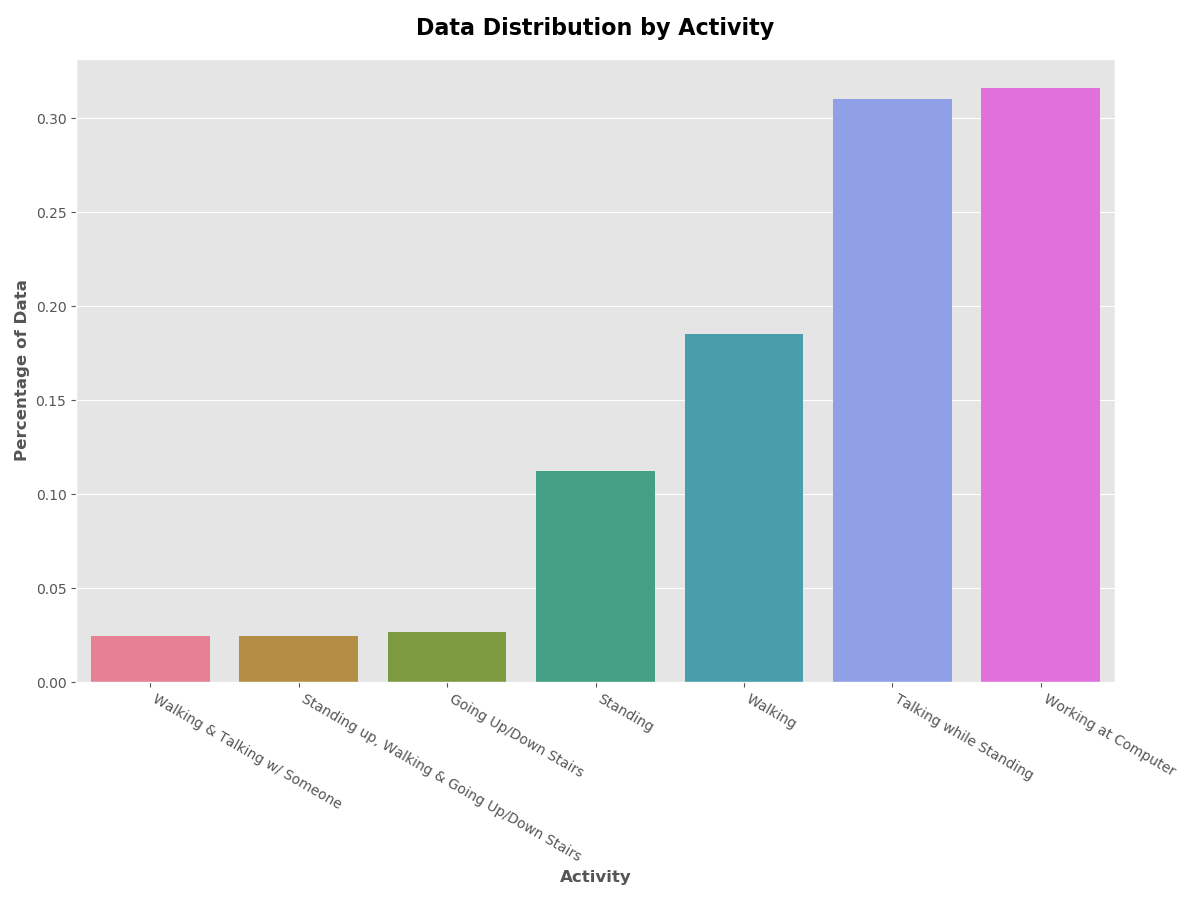 Data Distribution by Activity
Percentage of Data
0.30
0.25
0.20
0.15
0.10
0.05
0.00
Walking & Talking w/ Someone
Standing up, Walking & Going Up/Down Stairs
Going Up/Down Stairs
Standing
Walking
Talking while Standing
Working at Computer
Activity